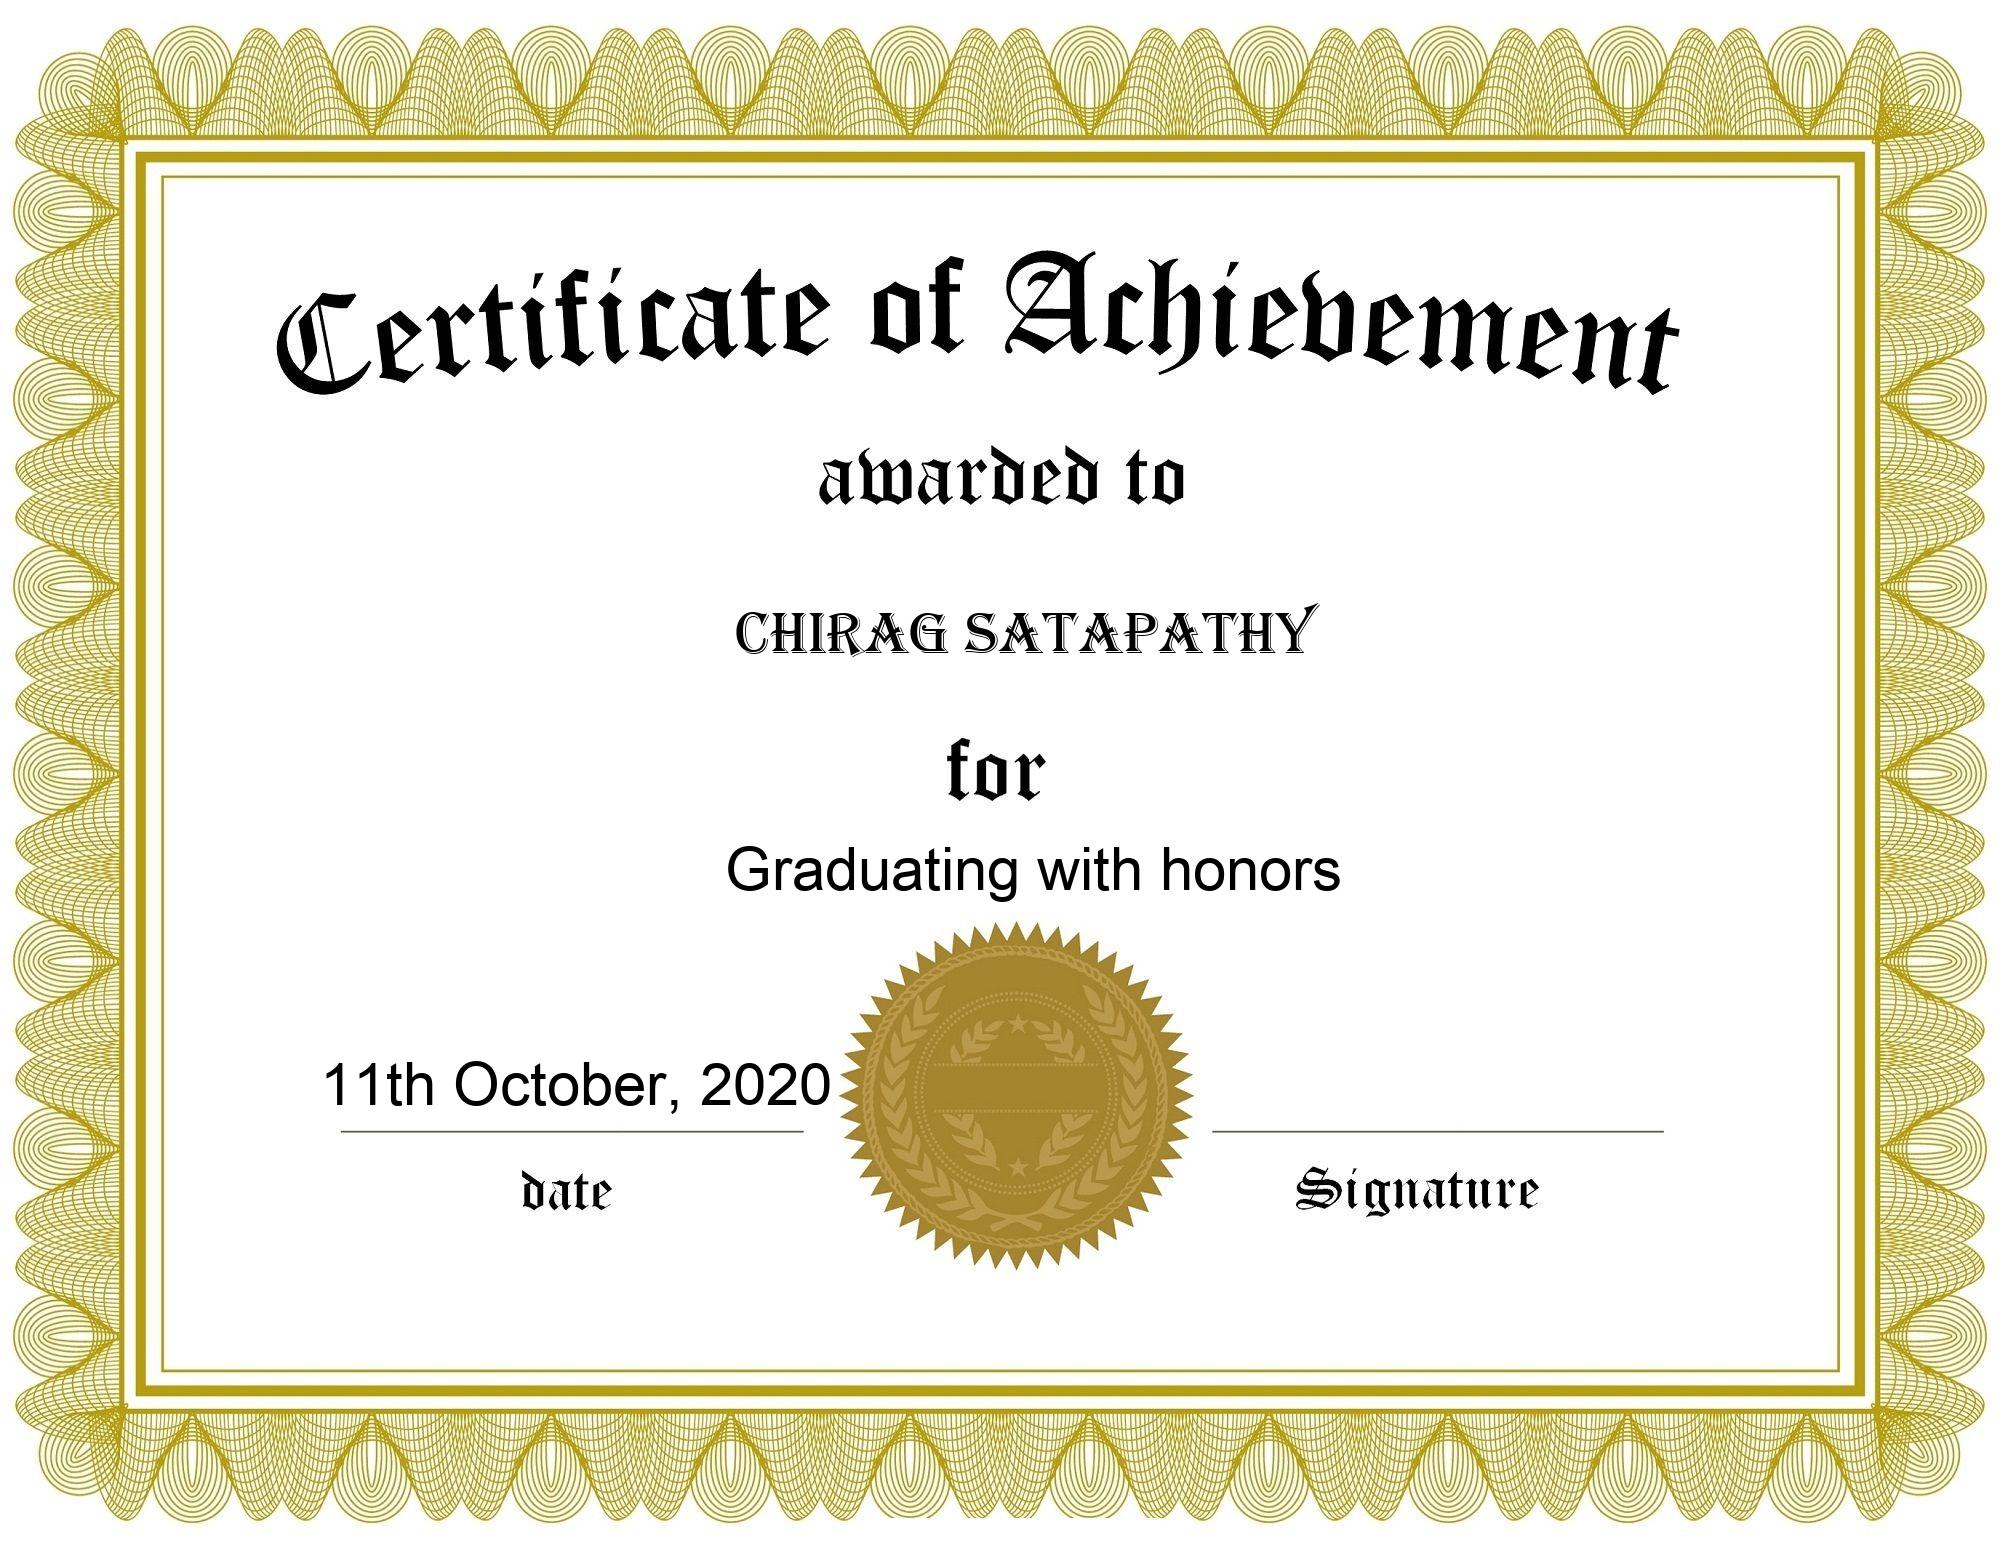 Certificate of Achievement
awarded to
CHIRAG SATAPATHY
for
Graduating with honors
11th October, 2020
date
Signature